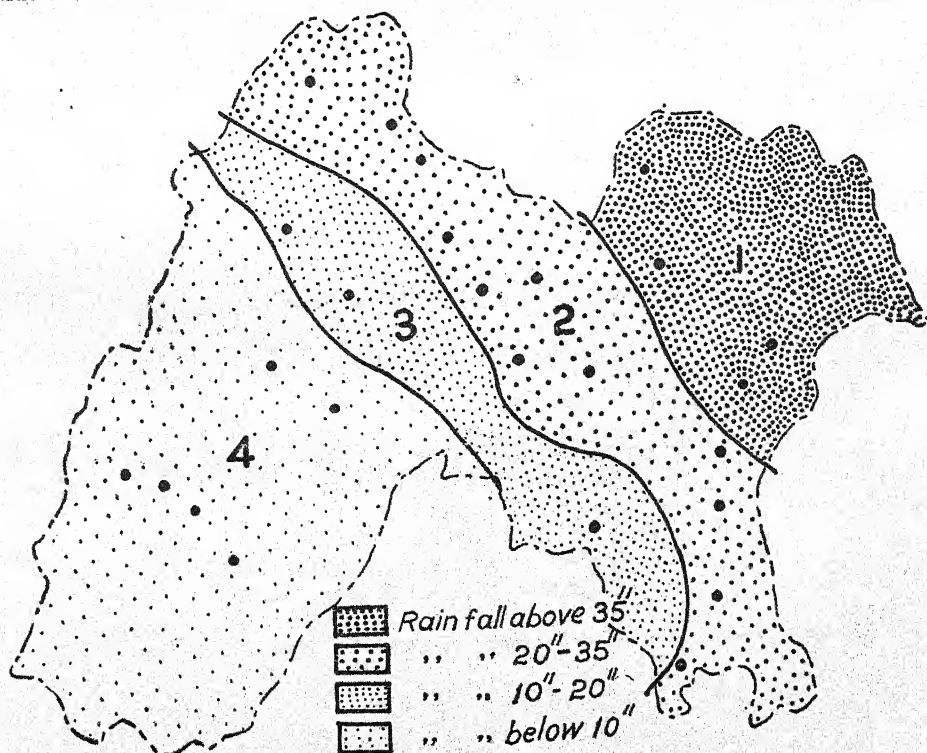 1
2
3
4
Rain fall above 35"
,, ,, 20"-35"
,, ,, 10"-20"
,, ,, below 10"